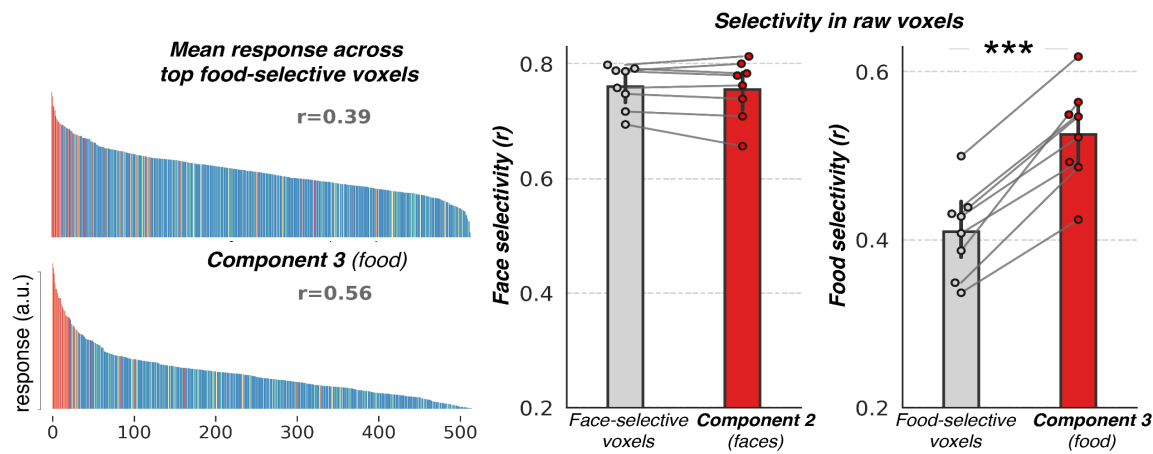 Mean response across
top food-selective voxels
r=0.39
Component 3 (food)
r=0.56
response (a.u.)
0 100 200 300 400 500
Selectivity in raw voxels
Face selectivity (r)
0.8
0.6
0.4
0.2
Face-selective voxels
Component 2 (faces)
Food selectivity (r)
***
0.6
0.4
0.2
Food-selective voxels
Component 3 (food)